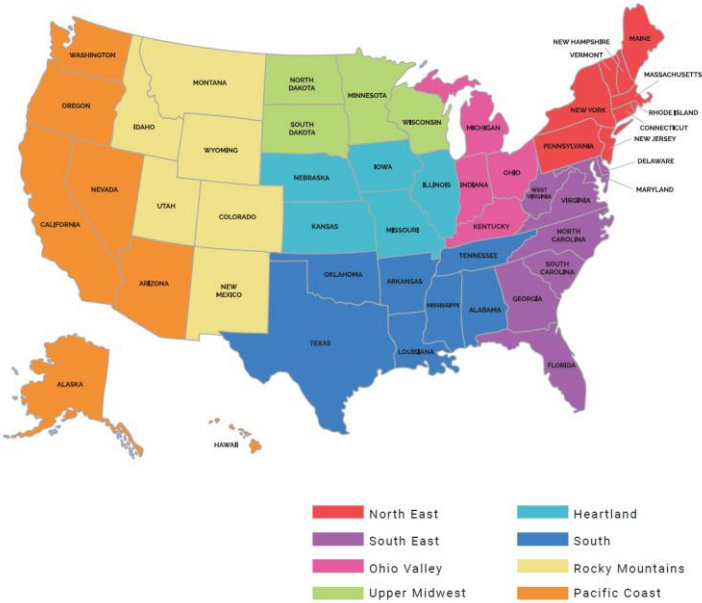 MAINE
NEW HAMPSHIRE
VERMONT
WASHINGTON
MONTANA
NORTH
DAKOTA
MINNESOTA
MASSACHUSETTS
OREGON
IDAHO
SOUTH
DAKOTA
WISCONSIN
MICHIGAN
NEW YORK
RHODE ISLAND
CONNECTICUT
NEW JERSEY
WYOMING
PENNSYLVANIA
DELAWARE
MARYLAND
NEBRASKA
IOWA
ILLINOIS
INDIANA
OHIO
WEST
VIRGINIA
VIRGINIA
NEVADA
UTAH
COLORADO
CALIFORNIA
KANSAS
MISSOURI
KENTUCKY
NORTH
CAROLINA
TENNESSEE
SOUTH
CAROLINA
ARIZONA
NEW
MEXICO
OKLAHOMA
ARKANSAS
MISSISSIPPI
ALABAMA
GEORGIA
TEXAS
LOUISIANA
FLORIDA
ALASKA
HAWAII
North East
Heartland
South East
South
Ohio Valley
Rocky Mountains
Upper Midwest
Pacific Coast